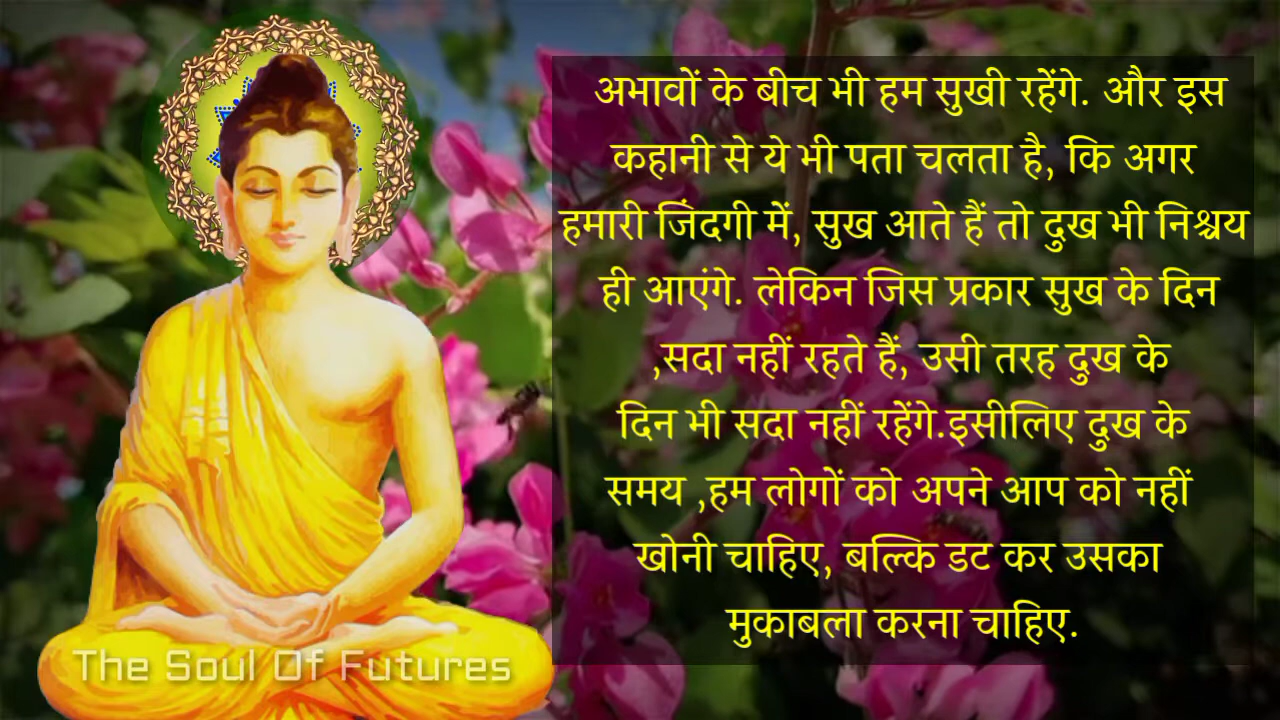 अभावों के बीच भी हम सुखी रहेंगे. और इस
कहानी से ये भी पता चलता है, कि अगर
हमारी जिंदगी में, सुख आते हैं तो दुख भी निश्चय
ही आएंगे. लेकिन जिस प्रकार सुख के दिन
,सदा नहीं रहते हैं, उसी तरह दुख के
दिन भी सदा नहीं रहेंगे.इसीलिए दुख के
समय ,हम लोगों को अपने आप को नहीं
खोनी चाहिए, बल्कि डट कर उसका
मुकाबला करना चाहिए.
The Soul Of Futures